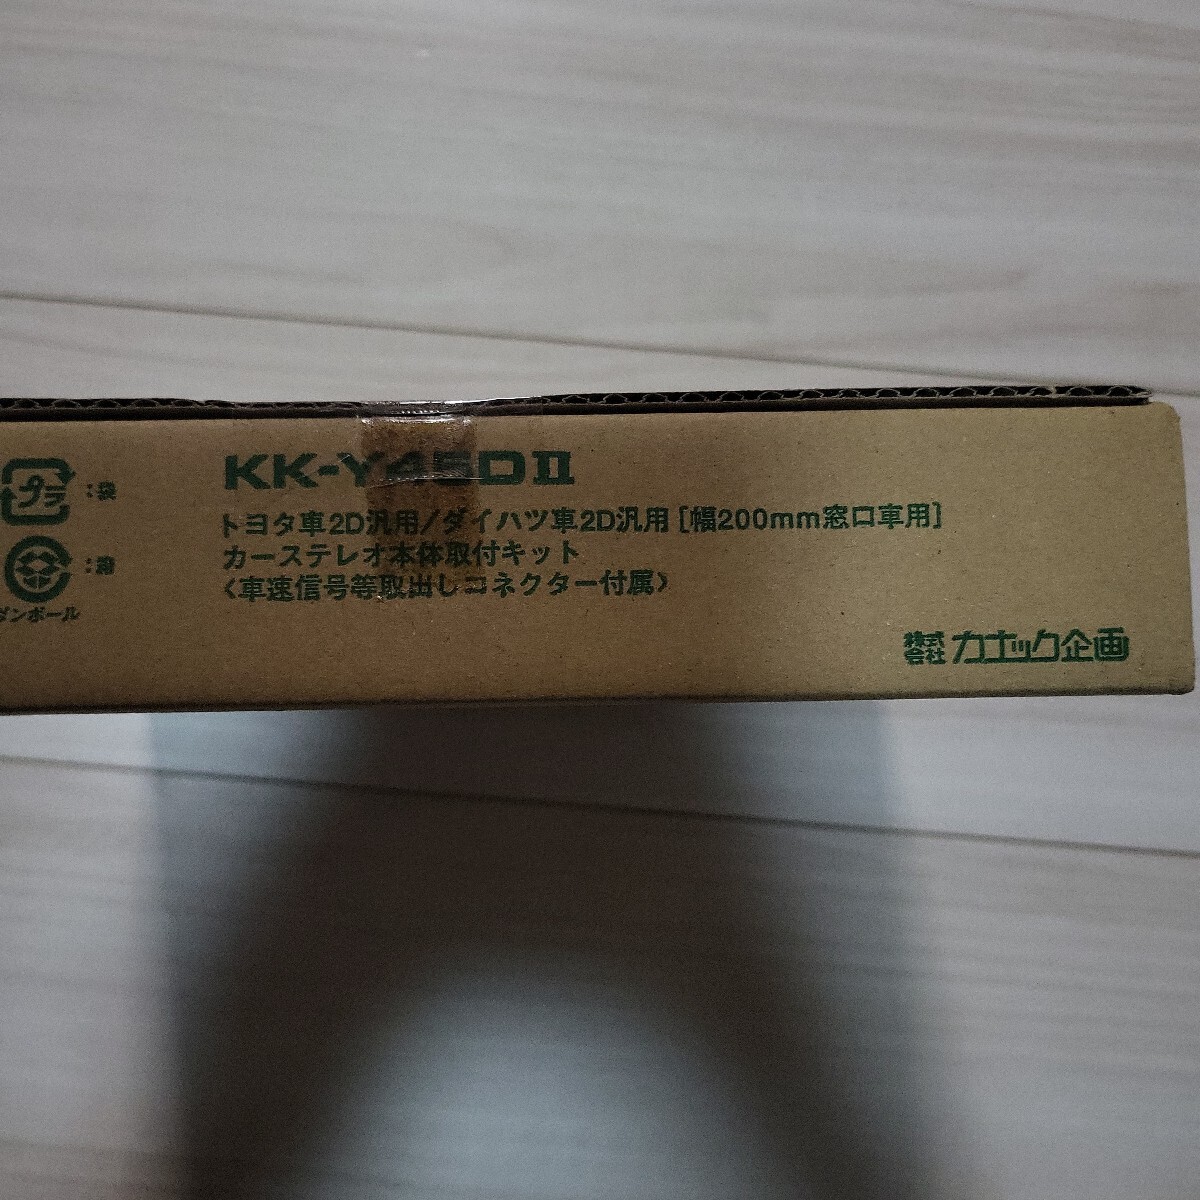 プラ :袋
:箱
ダンボール
KK-Y45DⅡ
トヨタ車2D汎用/ダイハツ車2D汎用[幅200mm窓口車用]
カーステレオ本体取付キット
〈車速信号等取出しコネクター付属〉
株式会社 カナック企画